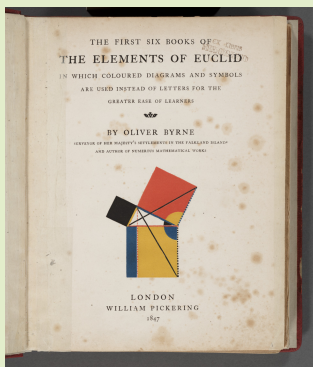 THE FIRST SIX BOOKS OF
THE ELEMENTS OF EUCLID
IN WHICH COLOURED DIAGRAMS AND SYMBOLS
ARE USED INSTEAD OF LETTERS FOR THE
GREATER EASE OF LEARNERS
BY OLIVER BYRNE
SURVEYOR OF HER MAJESTY'S SETTLEMENTS IN THE FALKLAND ISLANDS
AND AUTHOR OF NUMEROUS MATHEMATICAL WORKS
LONDON
WILLIAM PICKERING
1847